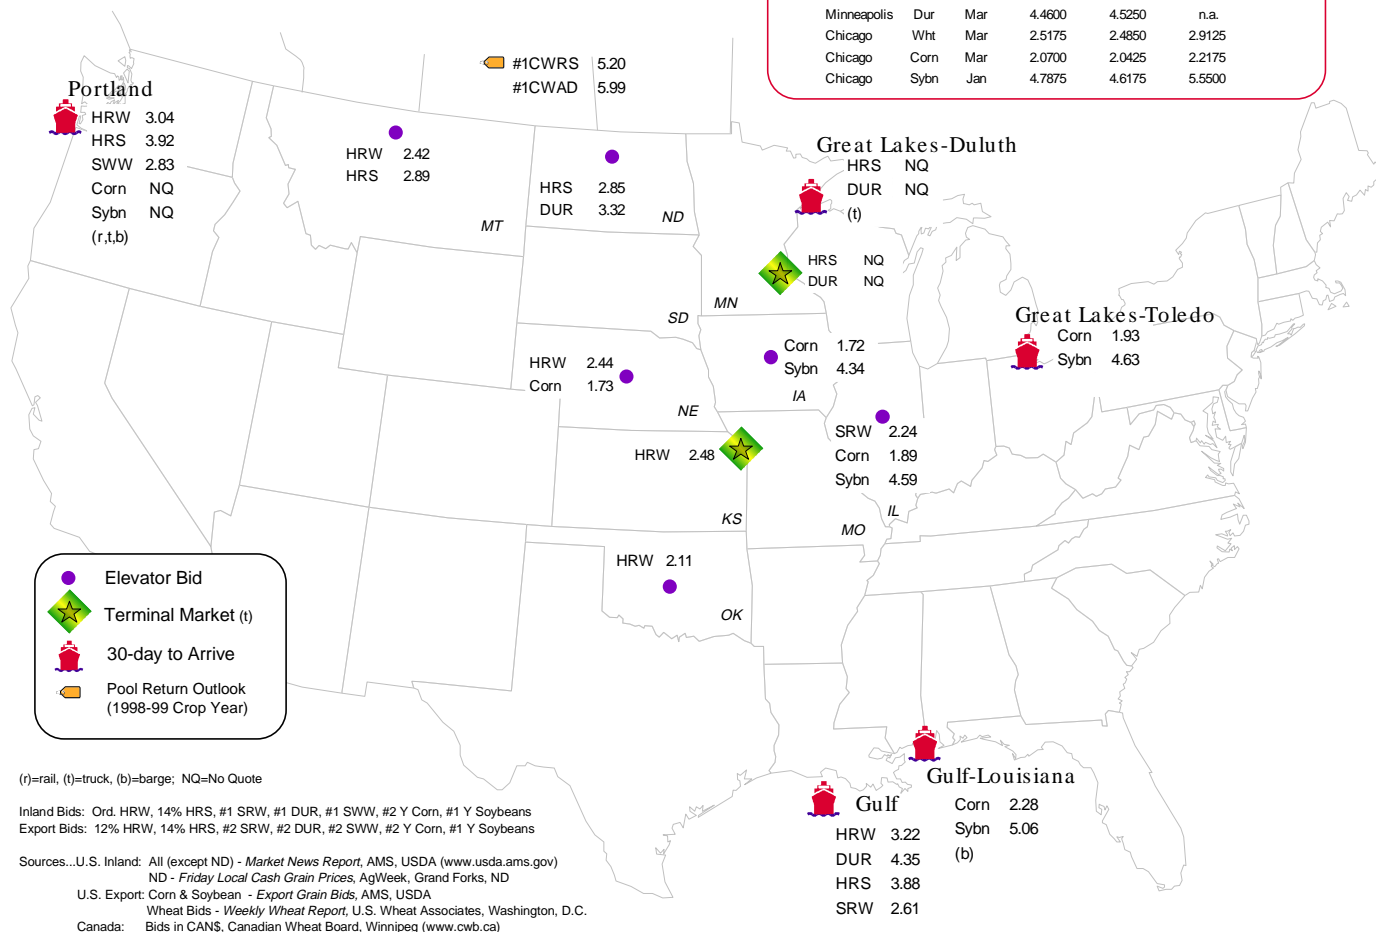 Minneapolis Dur Mar 4.4600 4.5250 n.a.
Chicago Wht Mar 2.5175 2.4850 2.9125
Chicago Corn Mar 2.0700 2.0425 2.2175
Chicago Sybn Jan 4.7875 4.6175 5.5500
#1CWRS 5.20
#1CWAD 5.99
Portland
HRW 3.04
HRS 3.92
SWW 2.83
Corn NQ
Sybn NQ
(r,t,b)
HRW 2.42
HRS 2.89
MT
HRS 2.85
DUR 3.32
ND
Great Lakes-Duluth
HRS NQ
DUR NQ
(t)
HRS NQ
DUR NQ
MN
SD
Great Lakes-Toledo
Corn 1.93
Sybn 4.63
Corn 1.72
Sybn 4.34
IA
HRW 2.44
Corn 1.73
NE
SRW 2.24
Corn 1.89
Sybn 4.59
IL
HRW 2.48
KS
MO
HRW 2.11
OK
Elevator Bid
Terminal Market (t)
30-day to Arrive
Pool Return Outlook
(1998-99 Crop Year)
Gulf-Louisiana
Corn 2.28
Sybn 5.06
(b)
Gulf
HRW 3.22
DUR 4.35
HRS 3.88
SRW 2.61
(r)=rail, (t)=truck, (b)=barge; NQ=No Quote
Inland Bids: Ord. HRW, 14% HRS, #1 SRW, #1 DUR, #1 SWW, #2 Y Corn, #1 Y Soybeans
Export Bids: 12% HRW, 14% HRS, #2 SRW, #2 DUR, #2 SWW, #2 Y Corn, #1 Y Soybeans
Sources...U.S. Inland: All (except ND) - Market News Report, AMS, USDA (www.usda.ams.gov)
ND - Friday Local Cash Grain Prices, AgWeek, Grand Forks, ND
U.S. Export: Corn & Soybean - Export Grain Bids, AMS, USDA
Wheat Bids - Weekly Wheat Report, U.S. Wheat Associates, Washington, D.C.
Canada: Bids in CAN$, Canadian Wheat Board, Winnipeg (www.cwb.ca)